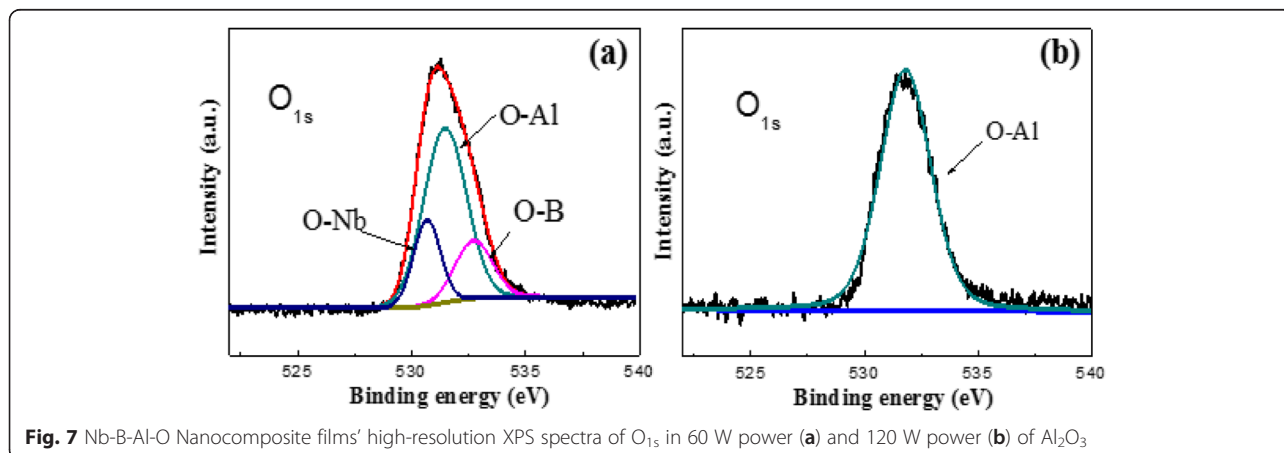 (a)
O1s
O-Al
O-Nb
O-B
Intensity (a.u.)
525 530 535 540
Binding energy (eV)
(b)
O1s
O-Al
Intensity (a.u.)
525 530 535 540
Binding energy (eV)
Fig. 7 Nb-B-Al-O Nanocomposite films' high-resolution XPS spectra of O1s in 60 W power (a) and 120 W power (b) of Al2O3